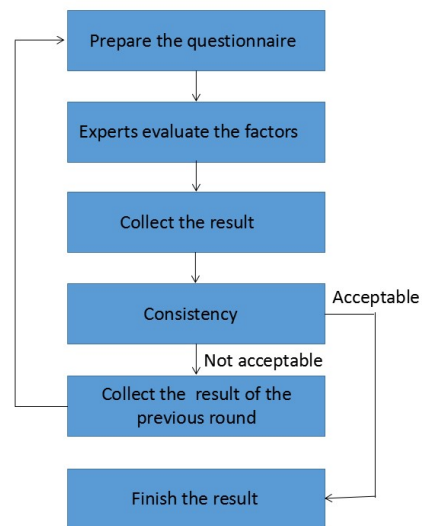 Prepare the questionnaire
Experts evaluate the factors
Collect the result
Consistency
Acceptable
Not acceptable
Collect the result of the
previous round
Finish the result